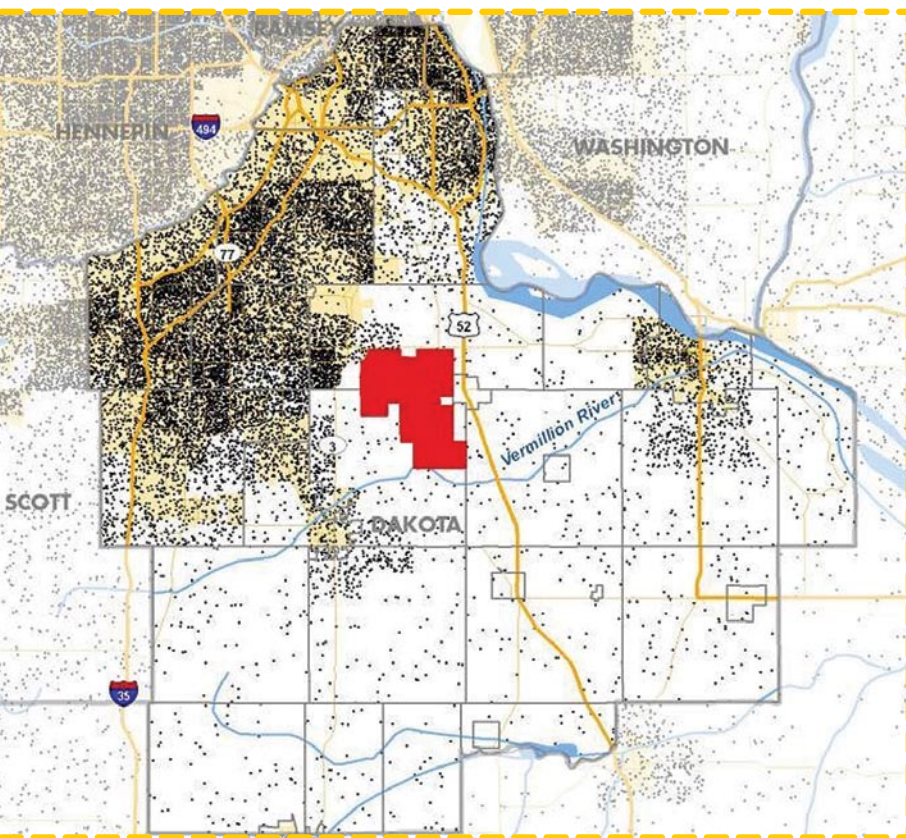 RAMSEY
HENNEPIN
494
WASHINGTON
77
52
Vermillion River
3
SCOTT
DAKOTA
35